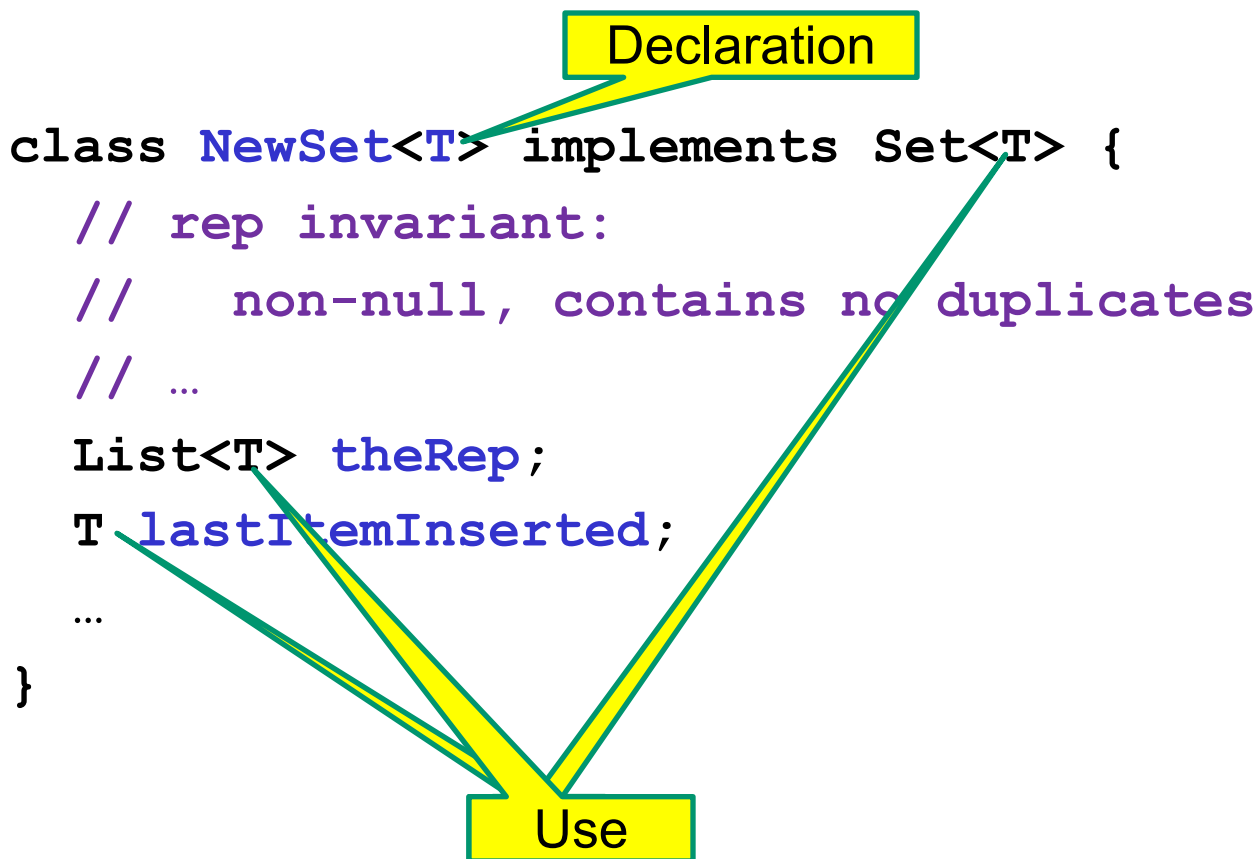 Declaration
class NewSet<T> implements Set<T> {
// rep invariant:
//   non-null, contains no duplicates
// …
List<T> theRep;
T lastItemInserted;
…
}
Use